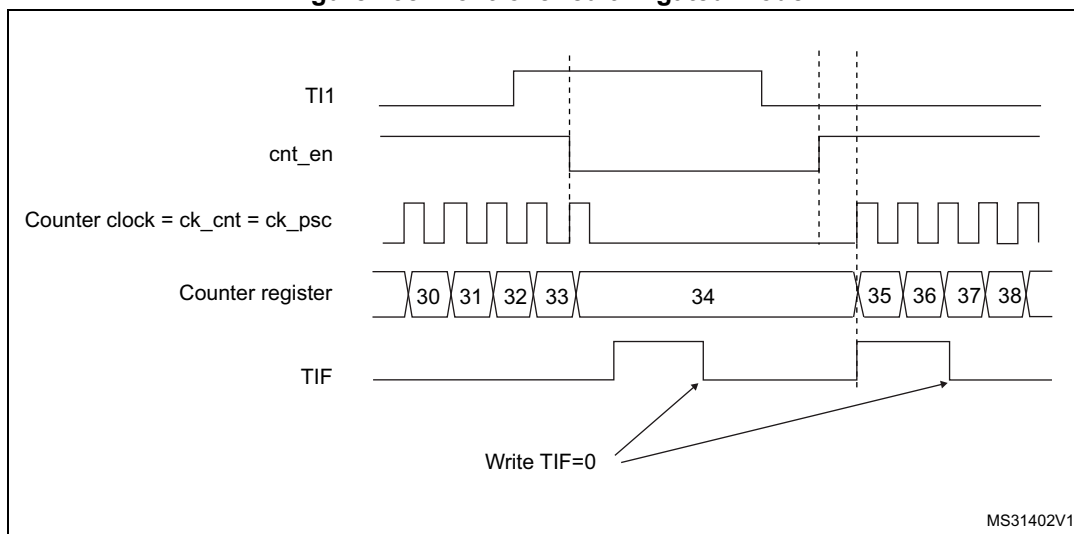 TI1
cnt_en
Counter clock = ck_cnt = ck_psc
Counter register
30 31 32 33 34 35 36 37 38
TIF
Write TIF=0
MS31402V1